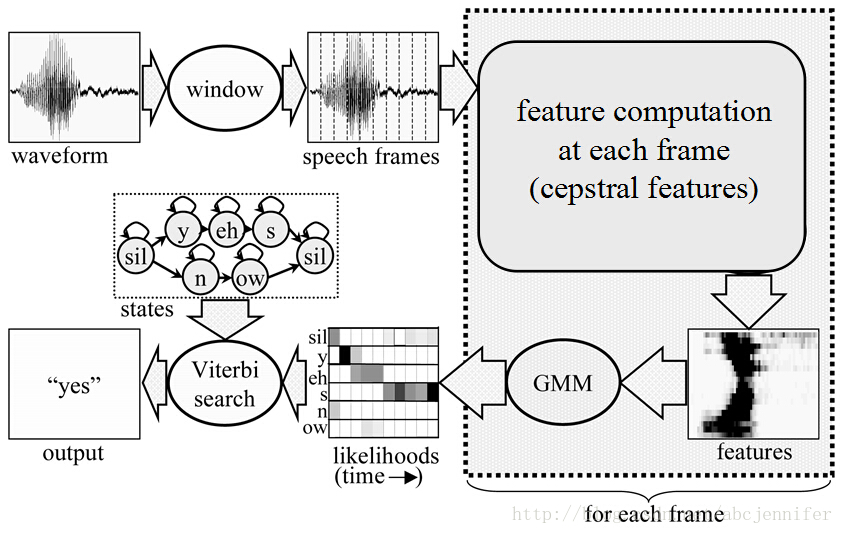 waveform
window
speech frames
feature computation
at each frame
(cepstral features)
y
eh
s
sil
sil
n
ow
states
sil
y
eh
s
n
ow
likelihoods
(time →)
GMM
features
Viterbi
search
“yes”
output
for each frame